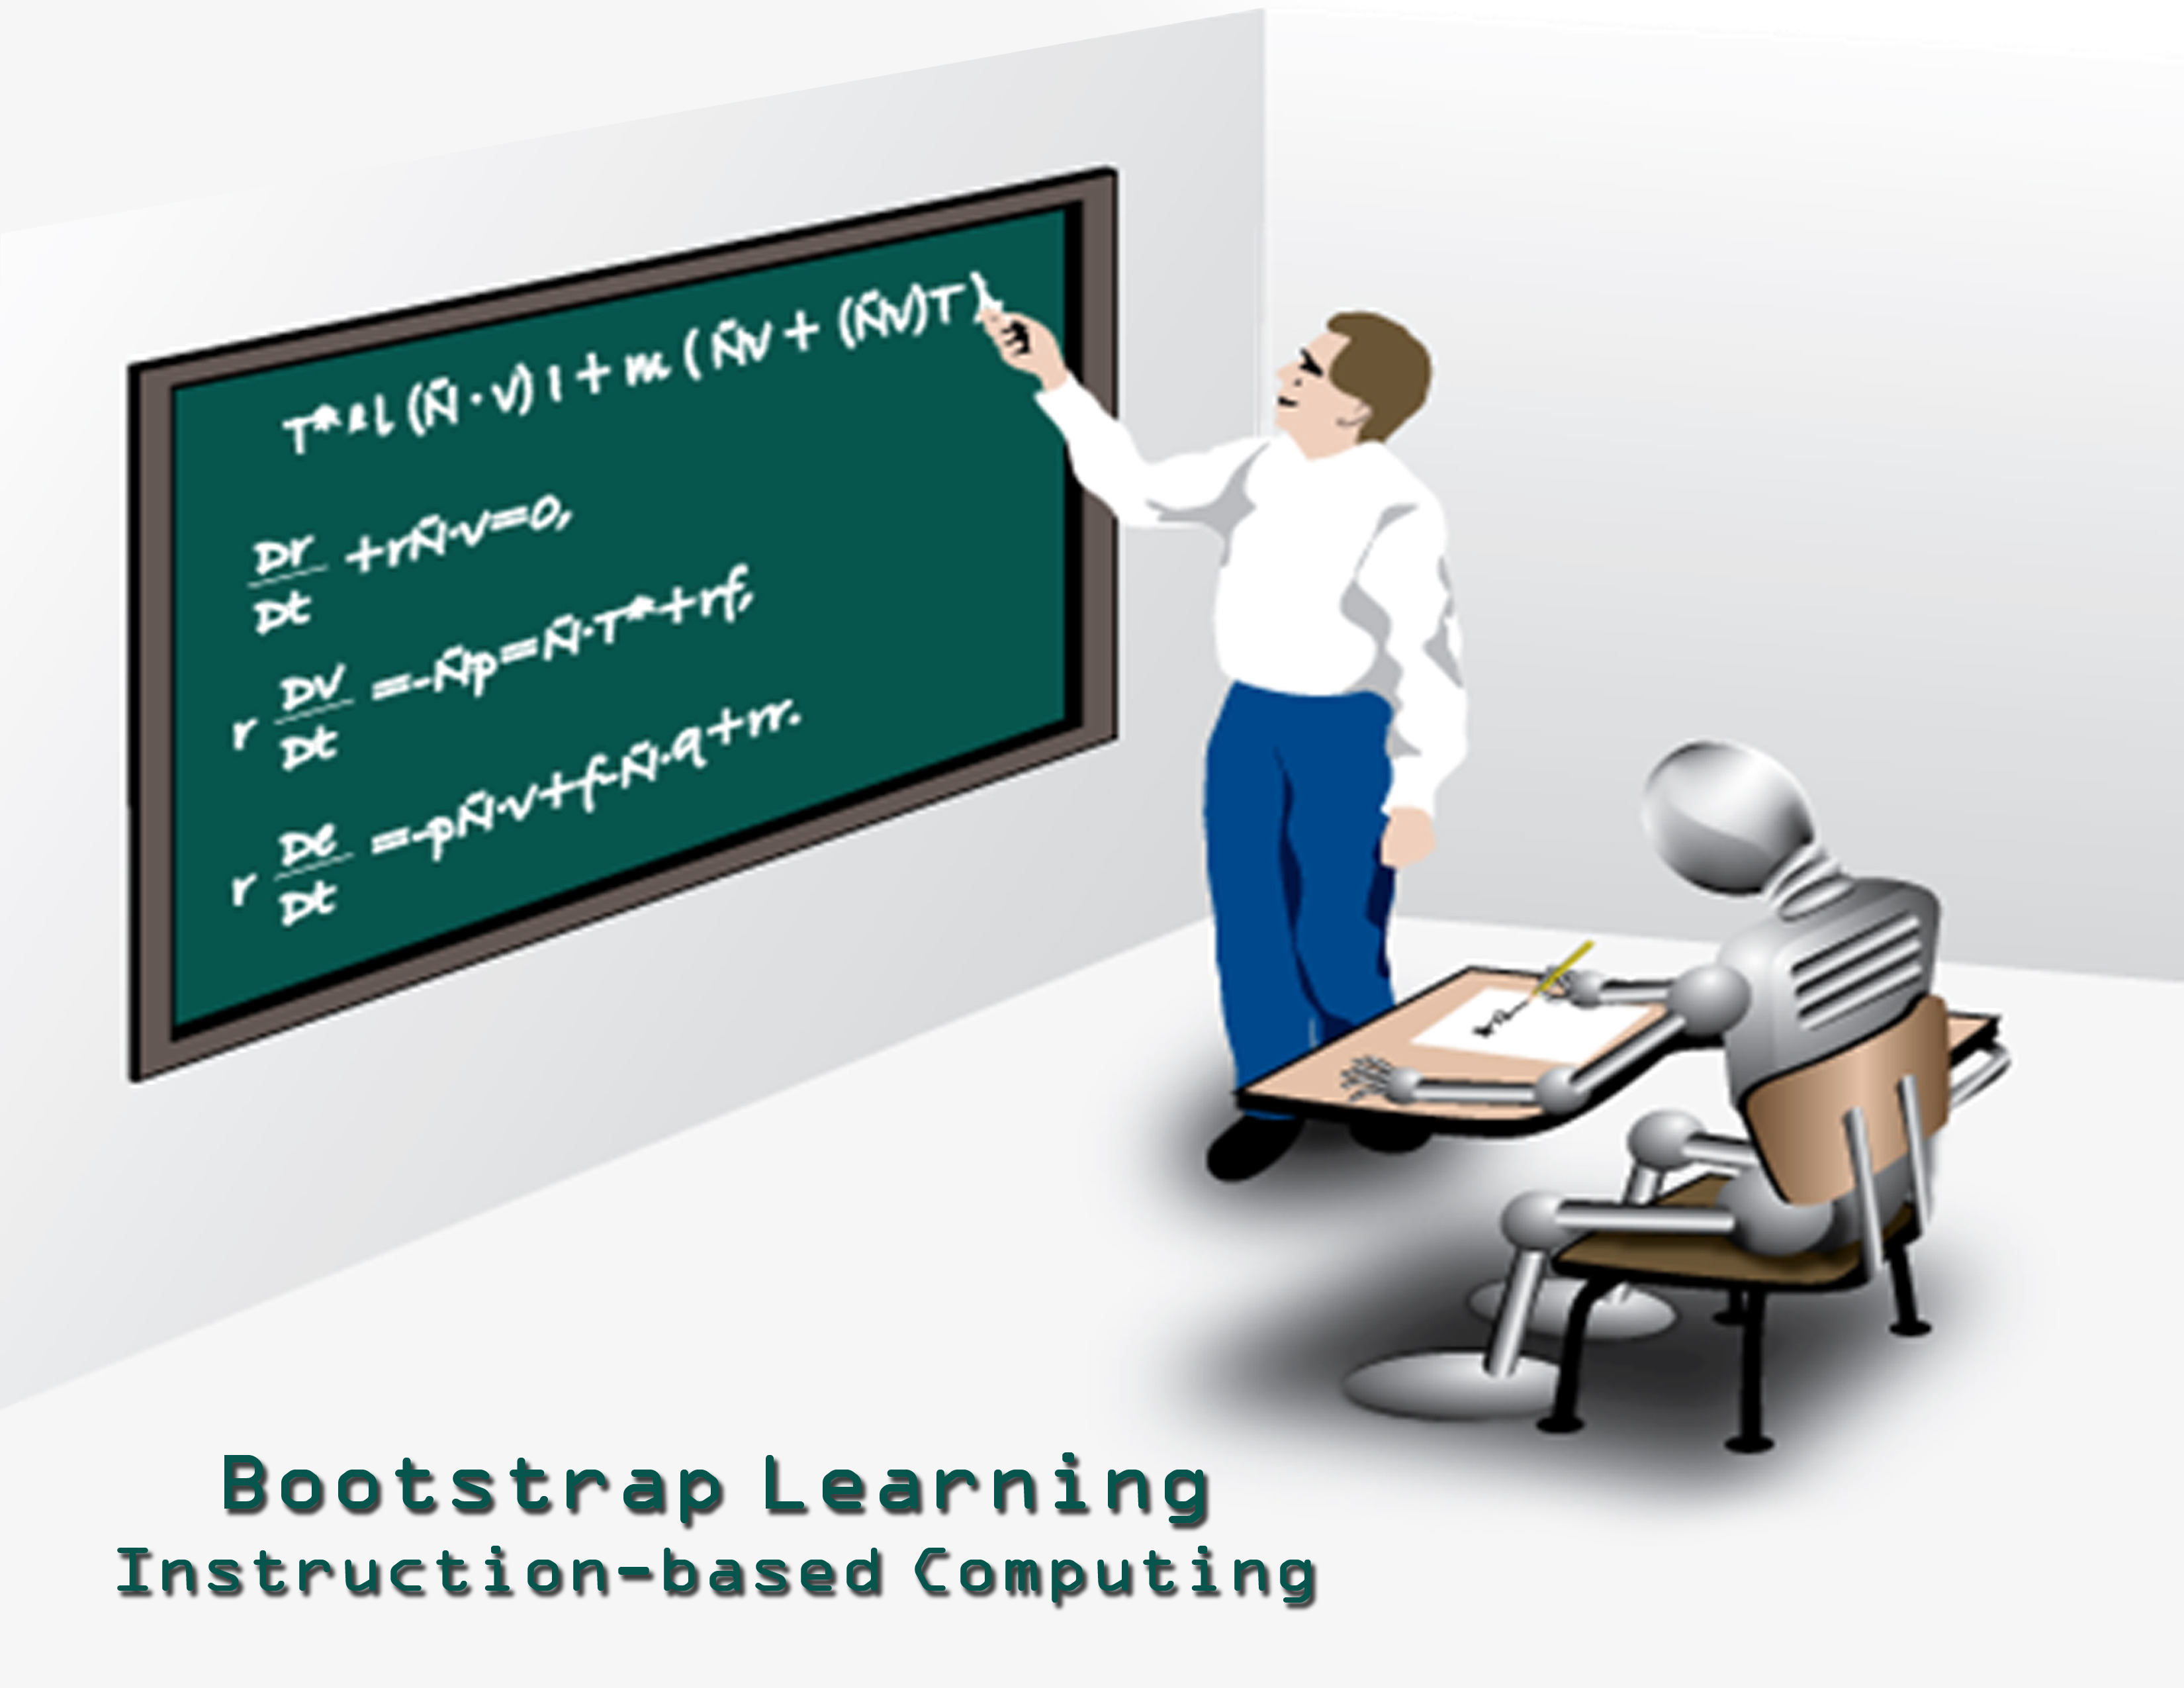 T*=l(Ñ·v)1+m(Ñv+(Ñv)T)
Dr/Dt +rÑ·v=0,
r Dv/Dt =-Ñp=Ñ·T*+rf,
r De/Dt =-pÑ·v+f-Ñ·q+rr.
Bootstrap Learning
Instruction-based Computing